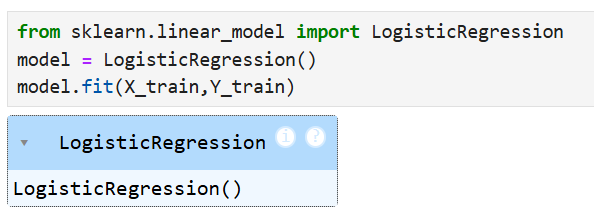 from sklearn.linear_model import LogisticRegression
model = LogisticRegression()
model.fit(X_train,Y_train)
▾ LogisticRegression i ?
LogisticRegression()